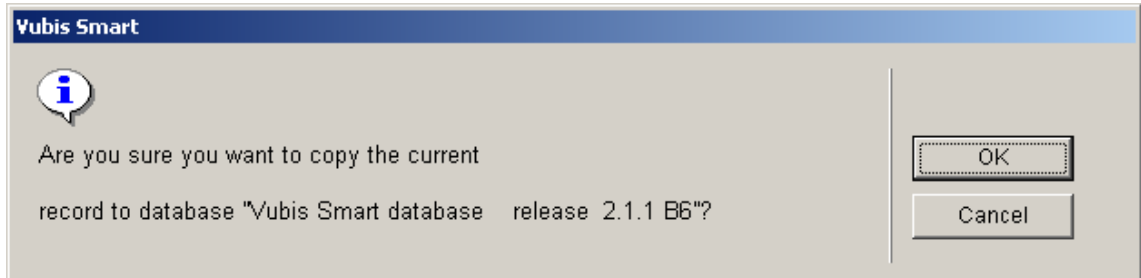 Vubis Smart
Are you sure you want to copy the current
record to database "Vubis Smart database release 2.1.1 B6"?
OK
Cancel